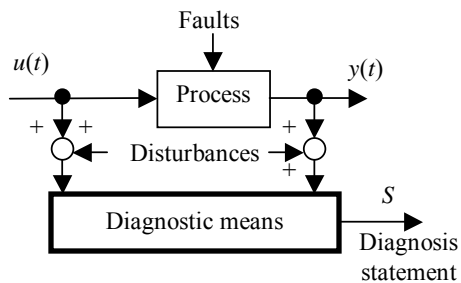 Faults
u(t)
y(t)
Process
+ +
+
Disturbances
+
S
Diagnostic means
Diagnosis
statement